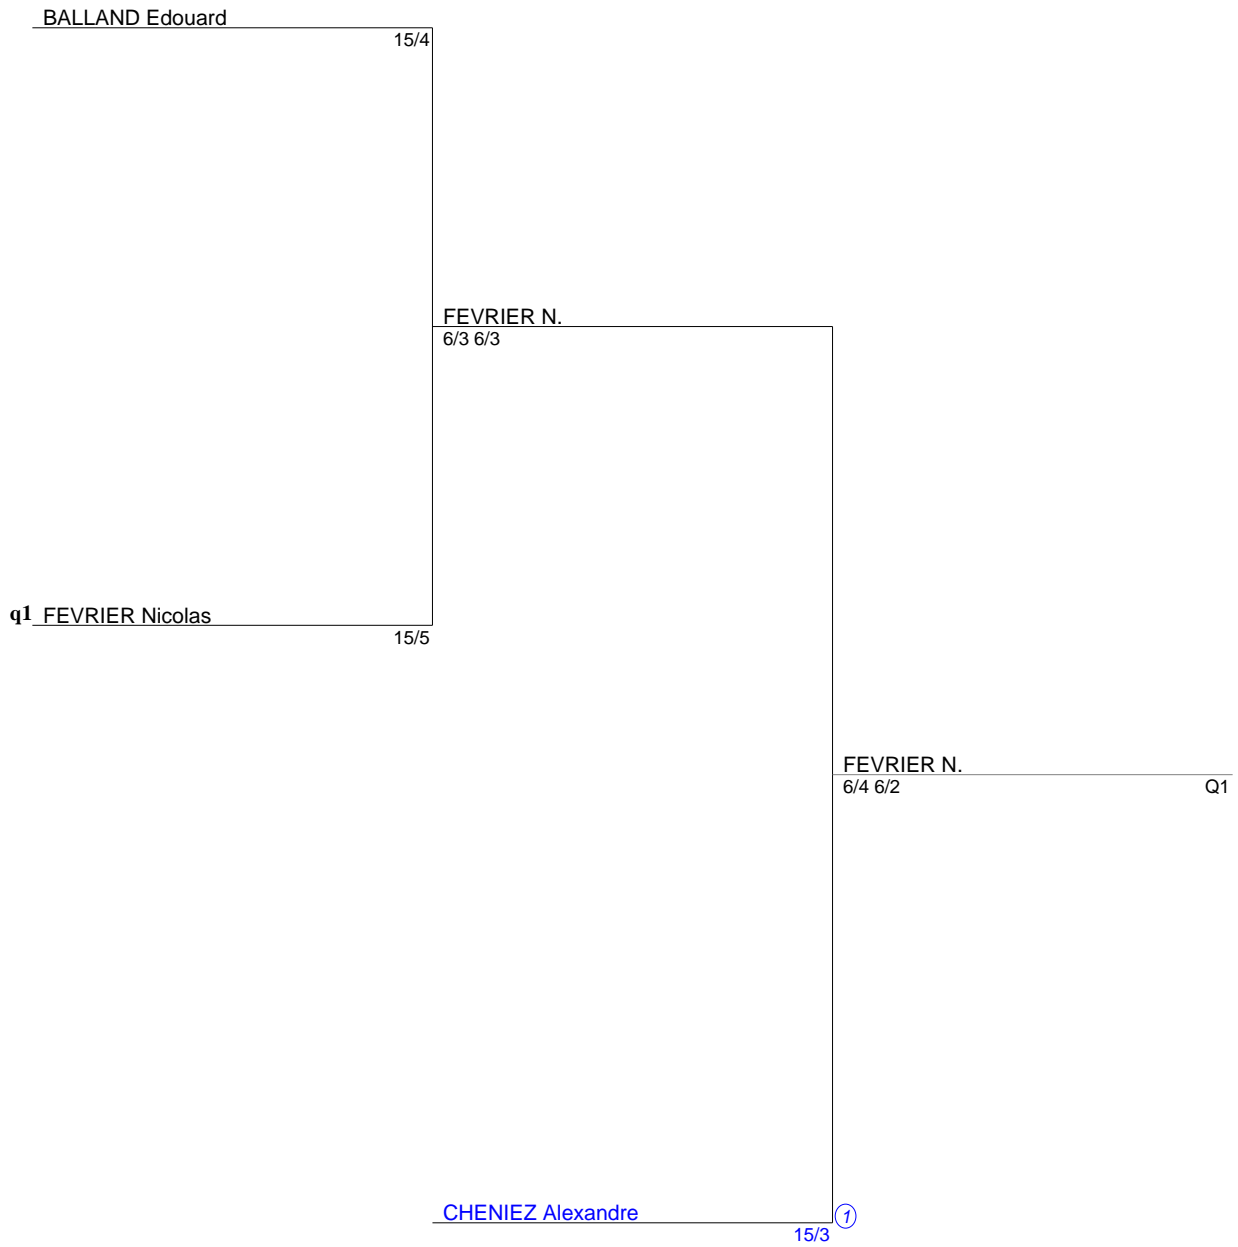 BALLAND Edouard
15/4
FEVRIER N.
6/3 6/3
q1 FEVRIER Nicolas
15/5
FEVRIER N.
6/4 6/2 Q1
CHENIEZ Alexandre 1
15/3